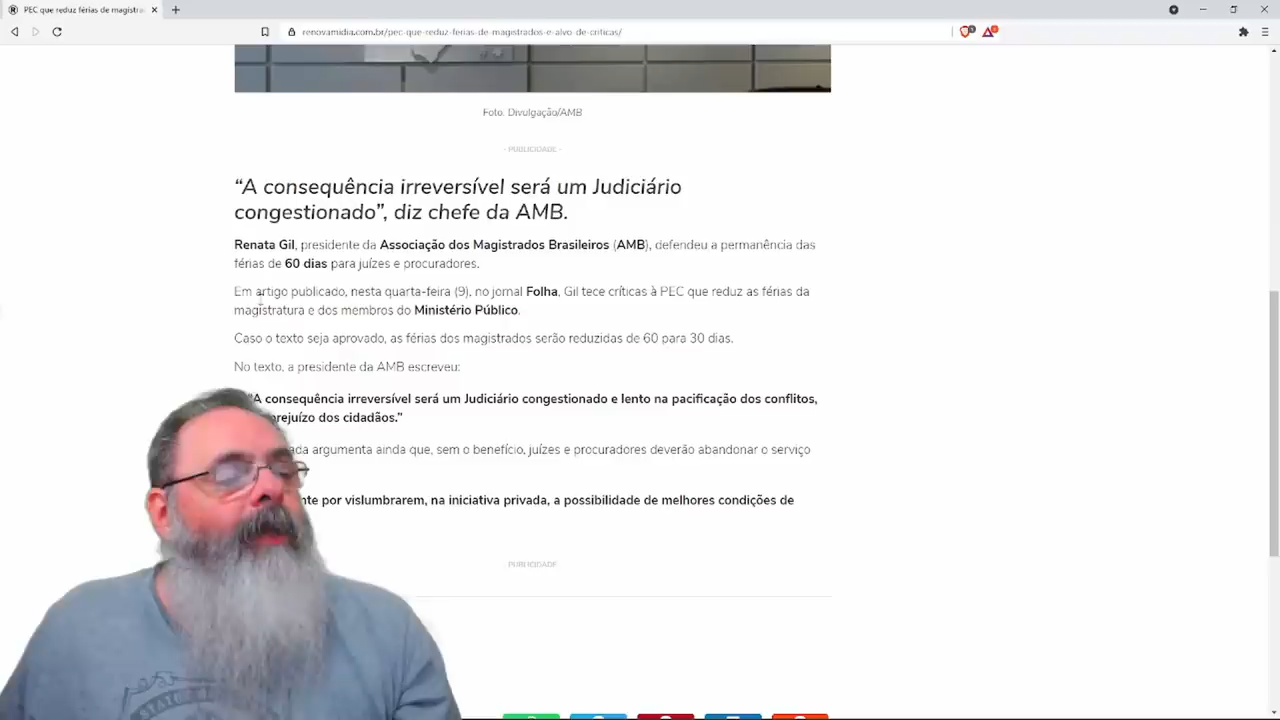 PEC que reduz férias de magistra
renovamidia.com.br/pec-que-reduz-ferias-de-magistrados-e-alvo-de-criticas/
Foto: Divulgação/AMB
- PUBLICIDADE -
“A consequência irreversível será um Judiciário
congestionado”, diz chefe da AMB.
Renata Gil, presidente da Associação dos Magistrados Brasileiros (AMB), defendeu a permanência das
férias de 60 dias para juízes e procuradores.
Em artigo publicado, nesta quarta-feira (9), no jornal Folha, Gil tece críticas à PEC que reduz as férias da
magistratura e dos membros do Ministério Público.
Caso o texto seja aprovado, as férias dos magistrados serão reduzidas de 60 para 30 dias.
No texto, a presidente da AMB escreveu:
“A consequência irreversível será um Judiciário congestionado e lento na pacificação dos conflitos,
rejuízo dos cidadãos.”
ada argumenta ainda que, sem o benefício, juízes e procuradores deverão abandonar o serviço
nte por vislumbrarem, na iniciativa privada, a possibilidade de melhores condições de
PUBLICIDADE